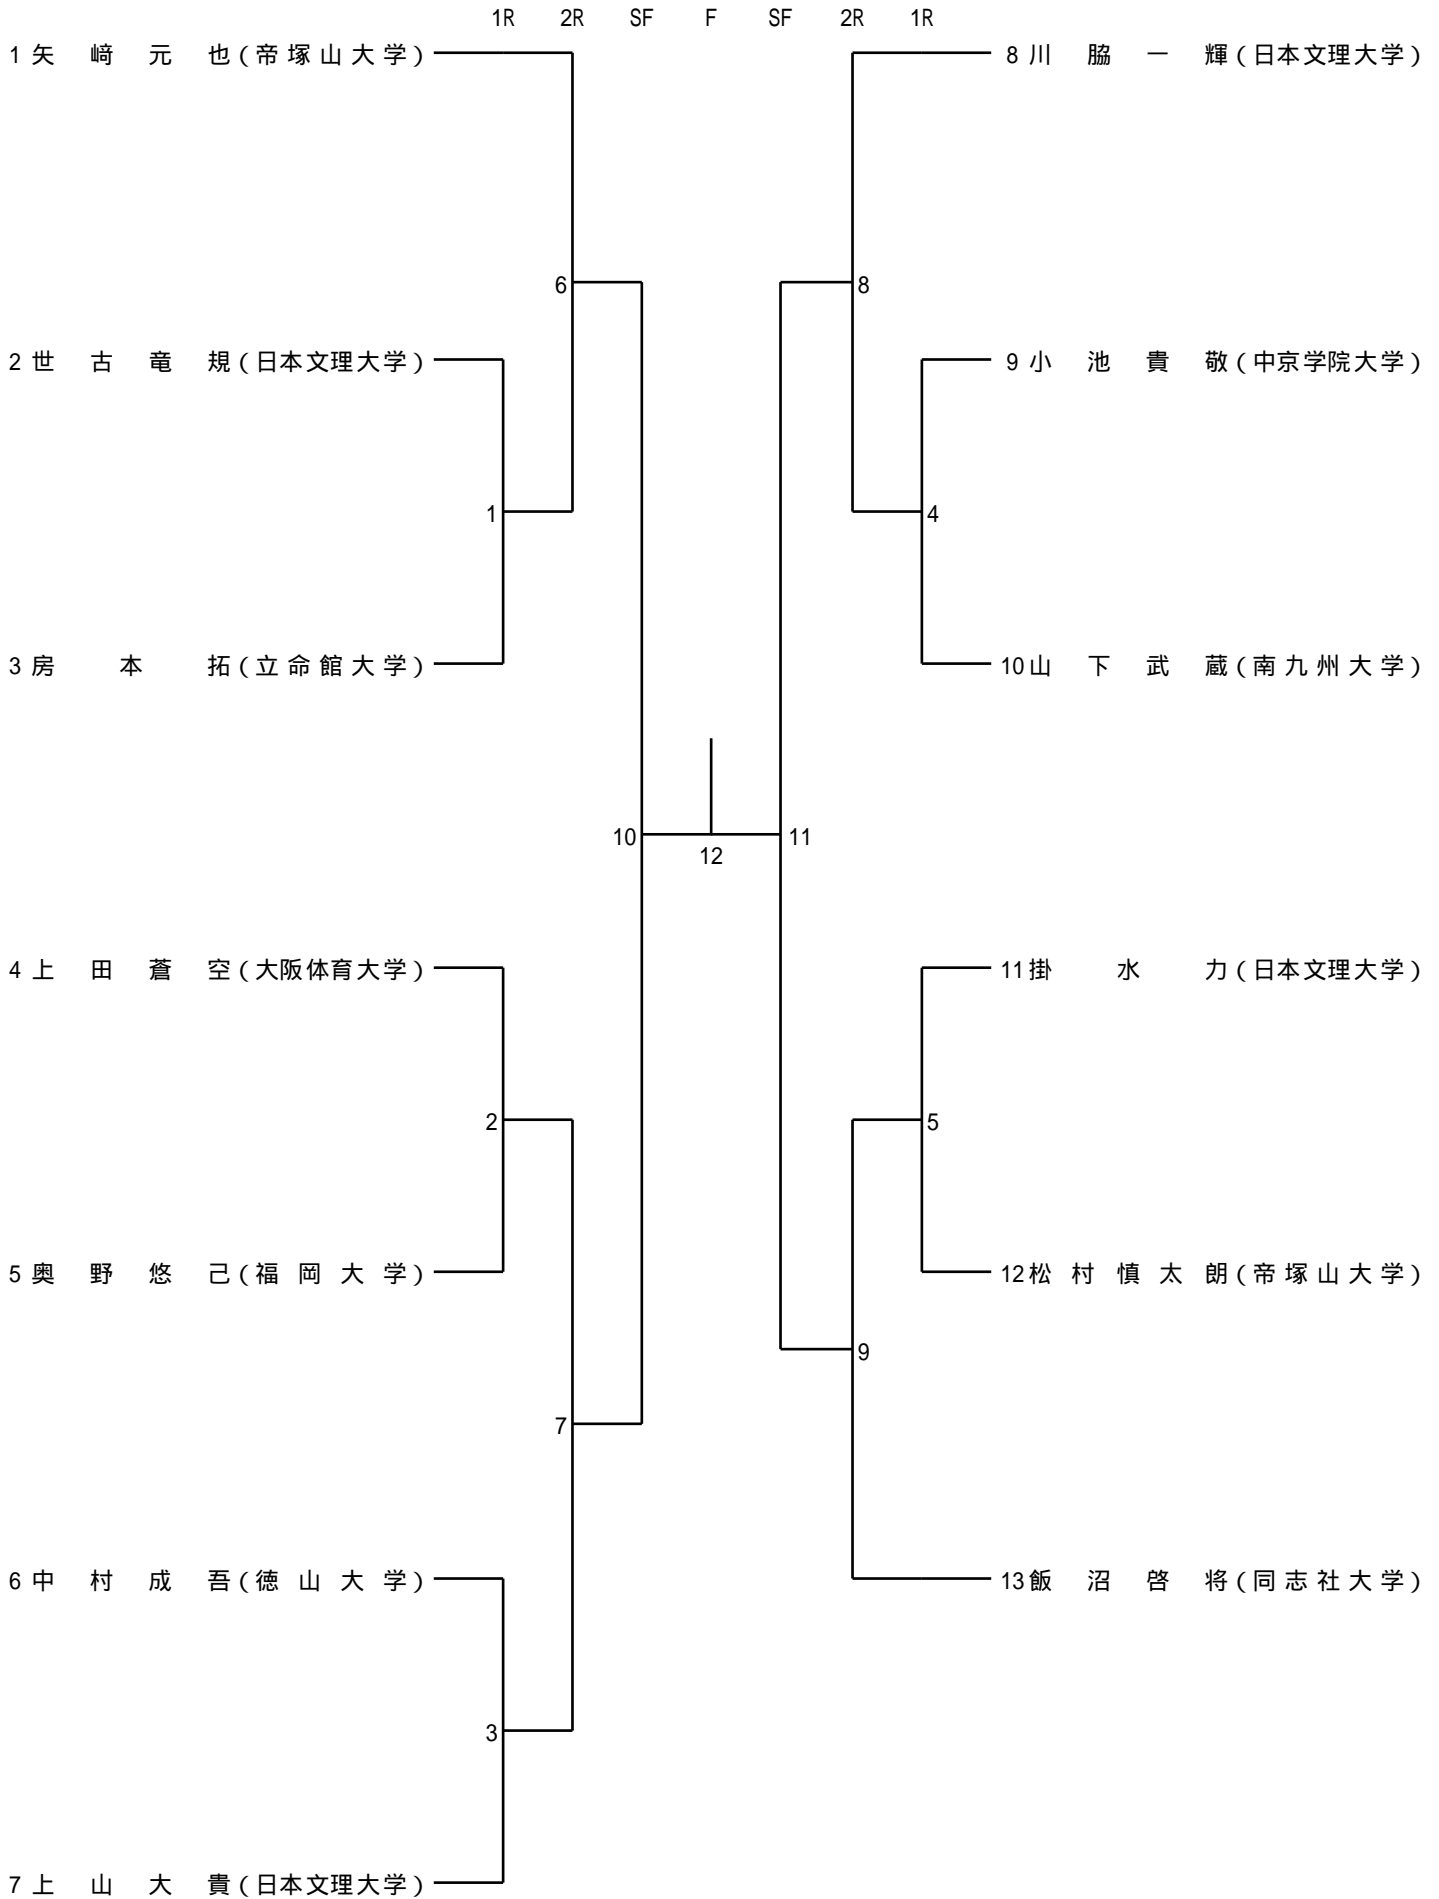 1R 2R SF F SF 2R 1R
1 矢﨑元也(帝塚山大学)
8 川脇一輝(日本文理大学)
6
8
2 世古竜規(日本文理大学)
9 小池貴敬(中京学院大学)
1
4
3 房本拓(立命館大学)
10 山下武蔵(南九州大学)
10
11
12
4 上田蒼空(大阪体育大学)
11 掛水力(日本文理大学)
2
5
5 奥野悠己(福岡大学)
12 松村慎太朗(帝塚山大学)
9
7
6 中村成吾(徳山大学)
13 飯沼啓将(同志社大学)
3
7 上山大貴(日本文理大学)